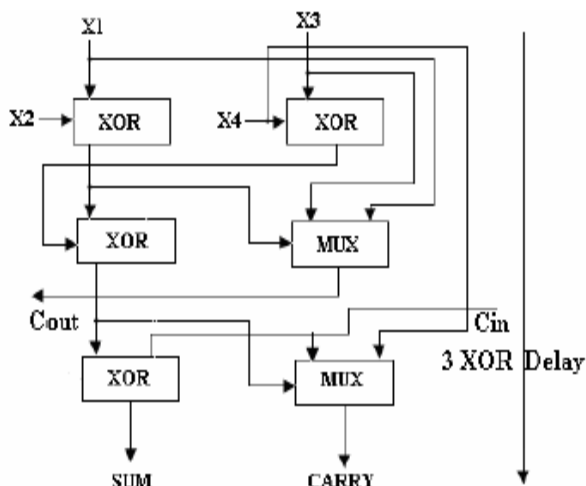 X1 X3
X2 XOR X4 XOR
XOR MUX
Cout Cin
3 XOR Delay
XOR MUX
SUM CARRY